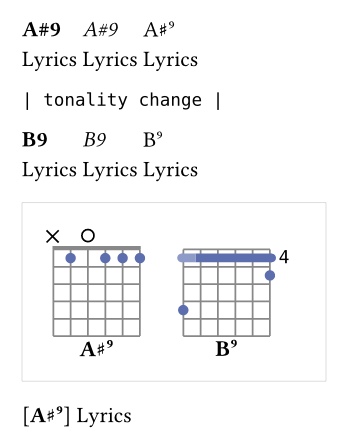 A#9 A#9 A♯⁹
Lyrics Lyrics Lyrics
| tonality change |
B9 B9 B⁹
Lyrics Lyrics Lyrics
4
A♯⁹ B⁹
[A♯⁹] Lyrics